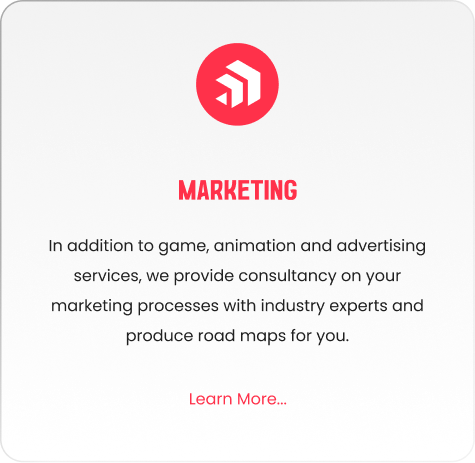 MARKETING
In addition to game, animation and advertising
services, we provide consultancy on your
marketing processes with industry experts and
produce road maps for you.
Learn More...